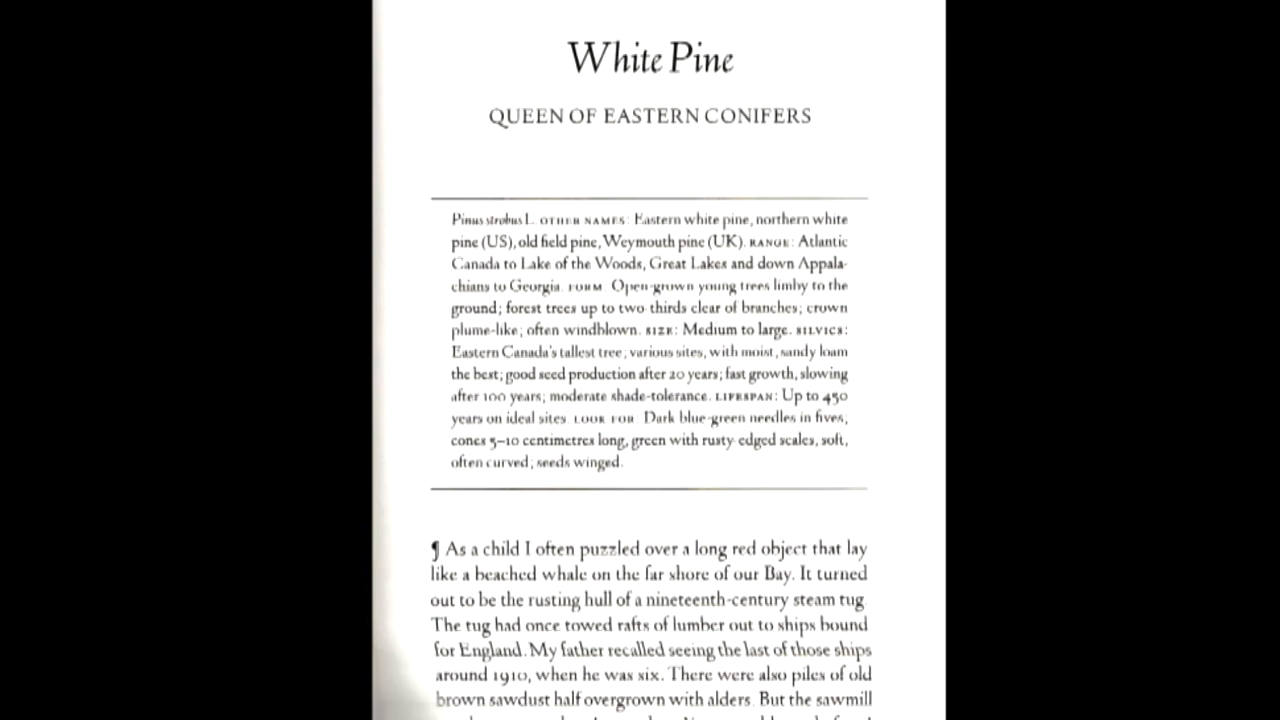 White Pine
QUEEN OF EASTERN CONIFERS
Pinus strobus L. OTHER NAMES: Eastern white pine, northern white
pine (US), old field pine, Weymouth pine (UK). RANGE: Atlantic
Canada to Lake of the Woods, Great Lakes and down Appala-
chians to Georgia. FORM Open-grown young trees limby to the
ground; forest trees up to two thirds clear of branches; crown
plume-like; often windblown. SIZE: Medium to large. SILVICS:
Eastern Canada's tallest tree; various sites, with moist, sandy loam
the best; good seed production after 20 years; fast growth, slowing
after 100 years; moderate shade-tolerance. LIFESPAN: Up to 450
years on ideal sites. LOOK FOR Dark blue-green needles in fives;
cones 5–10 centimetres long, green with rusty-edged scales, soft,
often curved; seeds winged.
¶ As a child I often puzzled over a long red object that lay
like a beached whale on the far shore of our Bay. It turned
out to be the rusting hull of a nineteenth-century steam tug
The tug had once towed rafts of lumber out to ships bound
for England. My father recalled seeing the last of those ships
around 1910, when he was six. There were also piles of old
brown sawdust half overgrown with alders. But the sawmill